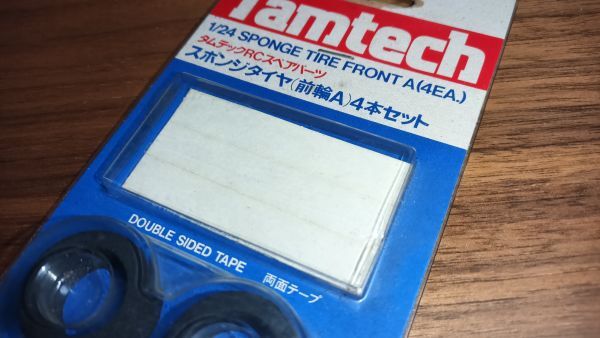 Tamtech
1/24 SPONGE TIRE FRONT A(4EA.)
タムテックRCスペアパーツ
スポンジタイヤ(前輪A)4本セット
DOUBLE SIDED TAPE 両面テープ